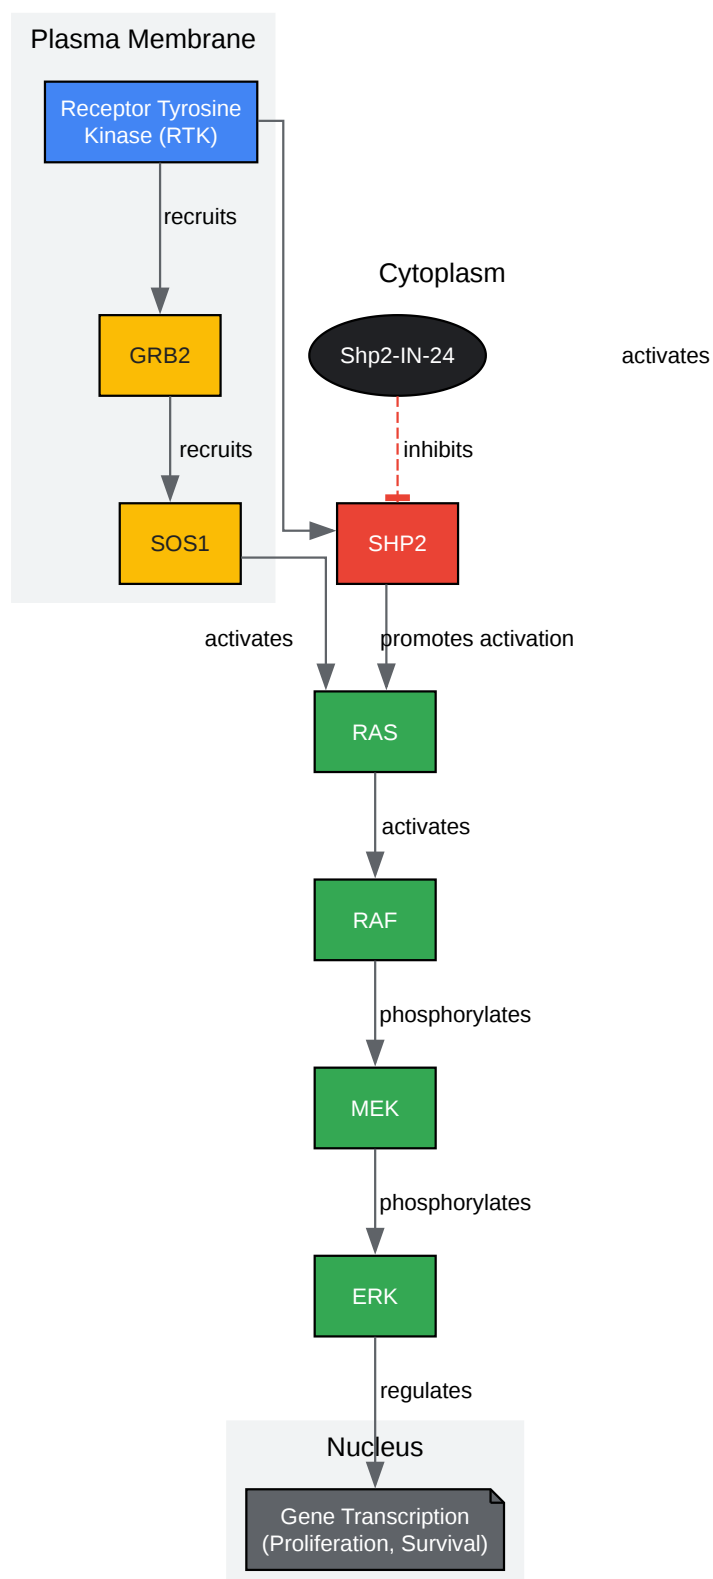 Plasma Membrane
Receptor Tyrosine
Kinase (RTK)
recruits
Cytoplasm
GRB2
Shp2-IN-24
activates
recruits
inhibits
SOS1
SHP2
activates
promotes activation
RAS
activates
RAF
phosphorylates
MEK
phosphorylates
ERK
regulates
Nucleus
Gene Transcription
(Proliferation, Survival)